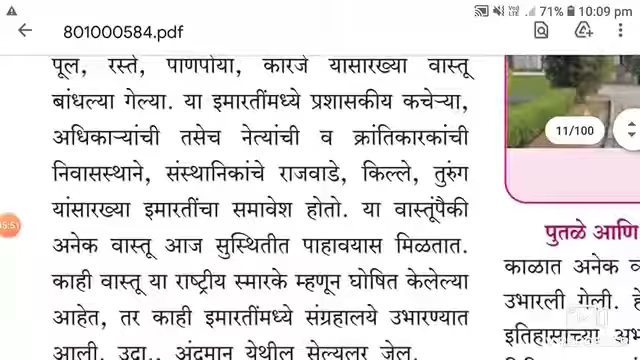 71% 10:09 pm
801000584.pdf
पूल, रस्ते, पाणपोया, कारंजे यासारख्या वास्तू
बांधल्या गेल्या. या इमारतींमध्ये प्रशासकीय कचेऱ्या,
अधिकाऱ्यांची तसेच नेत्यांची व क्रांतिकारकांची
निवासस्थाने, संस्थानिकांचे राजवाडे, किल्ले, तुरुंग
यांसारख्या इमारतींचा समावेश होतो. या वास्तूंपैकी
अनेक वास्तू आज सुस्थितीत पाहावयास मिळतात.
काही वास्तू या राष्ट्रीय स्मारके म्हणून घोषित केलेल्या
आहेत, तर काही इमारतींमध्ये संग्रहालये उभारण्यात
आली. उदा., अंदमान येथील सेल्युलर जेल.
11/100
पुतळे आणि
काळात अनेक
उभारली गेली.
इतिहासाच्या